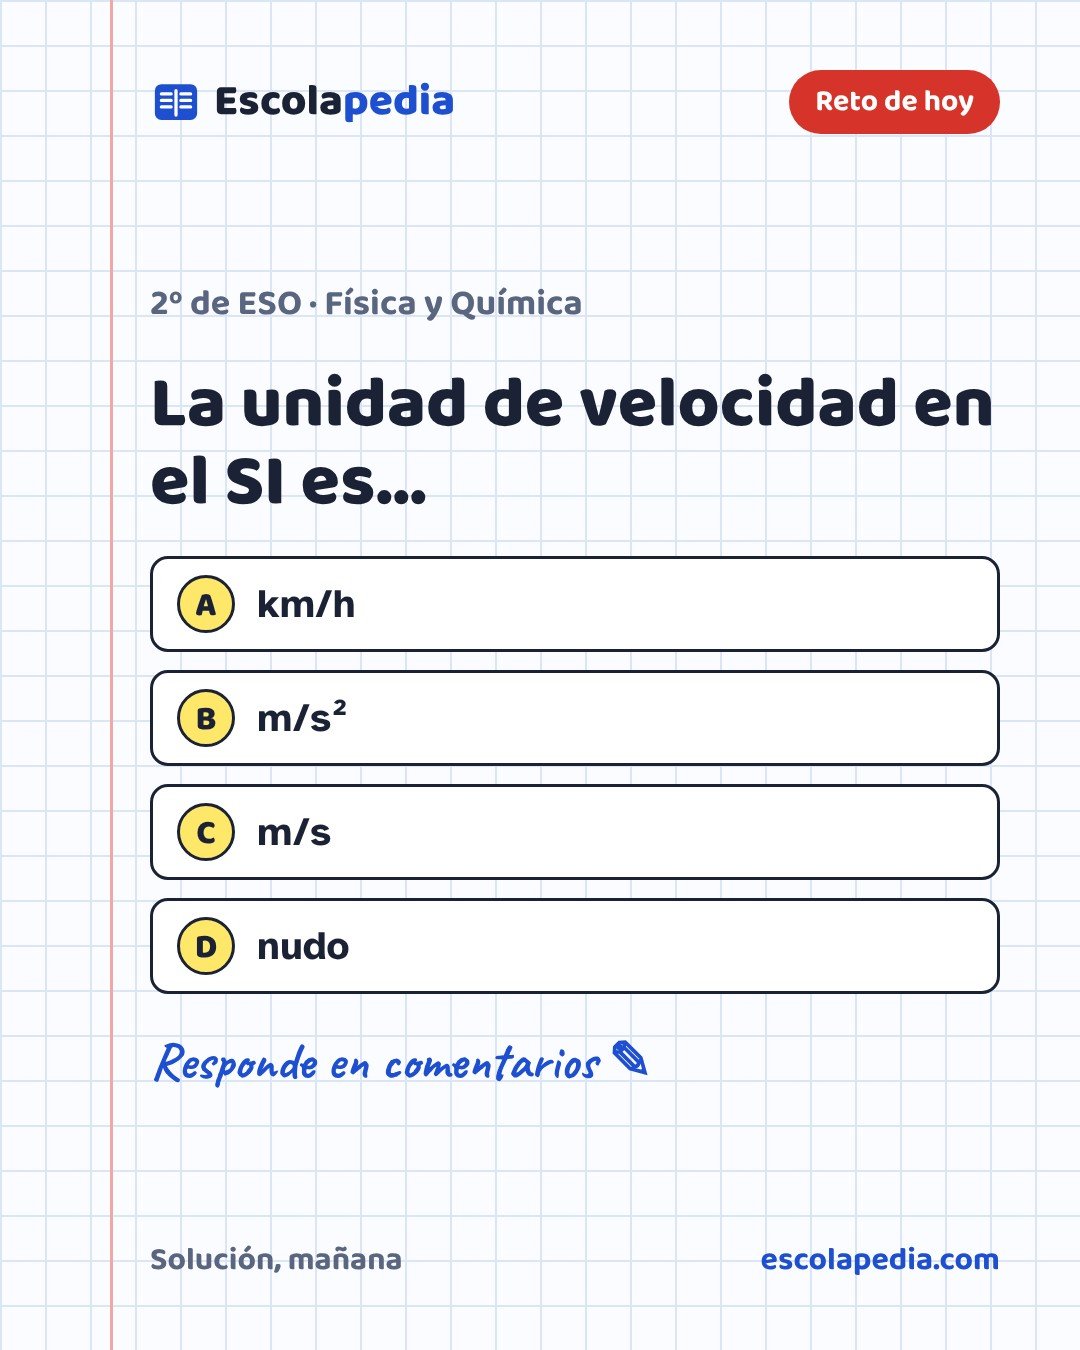 Escolapedia
Reto de hoy
2º de ESO · Física y Química
La unidad de velocidad en
el SI es...
A km/h
B m/s²
C m/s
D nudo
Responde en comentarios ✎
Solución, mañana
escolapedia.com